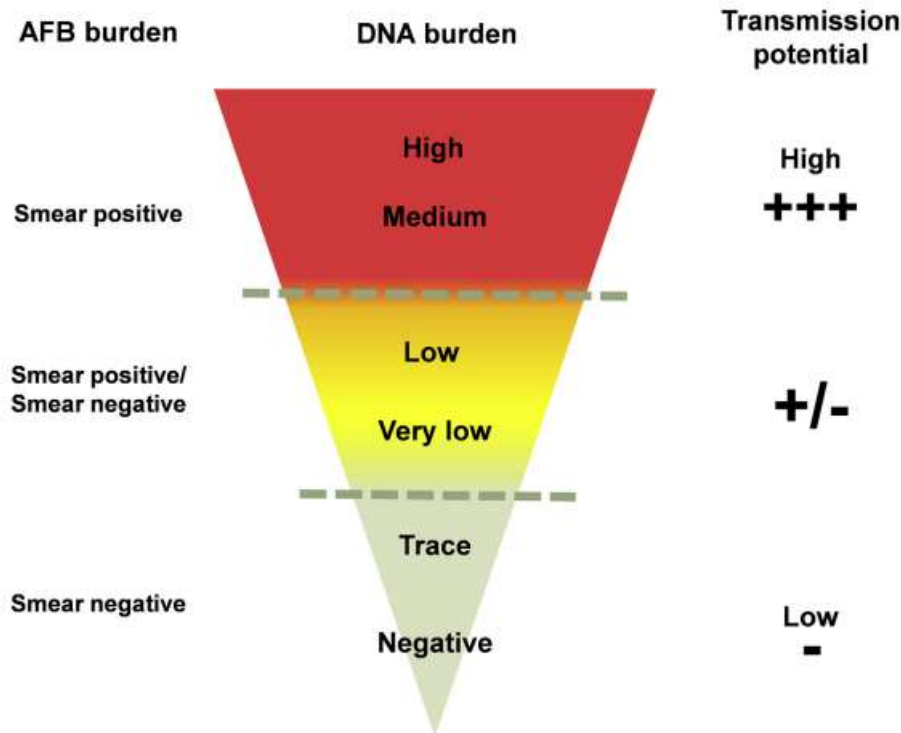 AFB burden
DNA burden
Transmission
potential
High
High
+++
Smear positive
Medium
Smear positive/
Smear negative
Low
+/-
Very low
Trace
Smear negative
Negative
Low
-